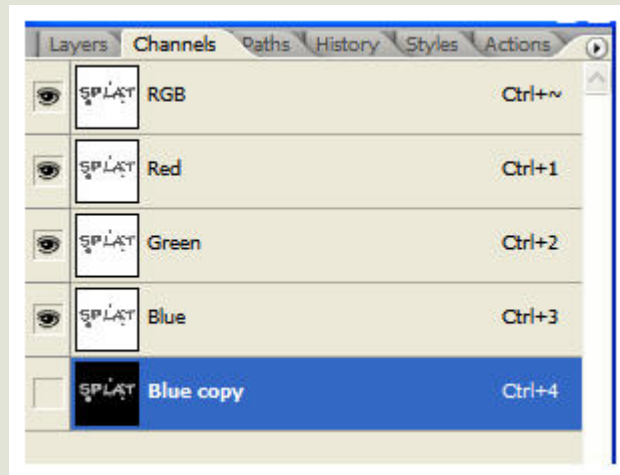 Layers Channels Paths History Styles Actions
SPLAT RGB Ctrl+~
SPLAT Red Ctrl+1
SPLAT Green Ctrl+2
SPLAT Blue Ctrl+3
SPLAT Blue copy Ctrl+4